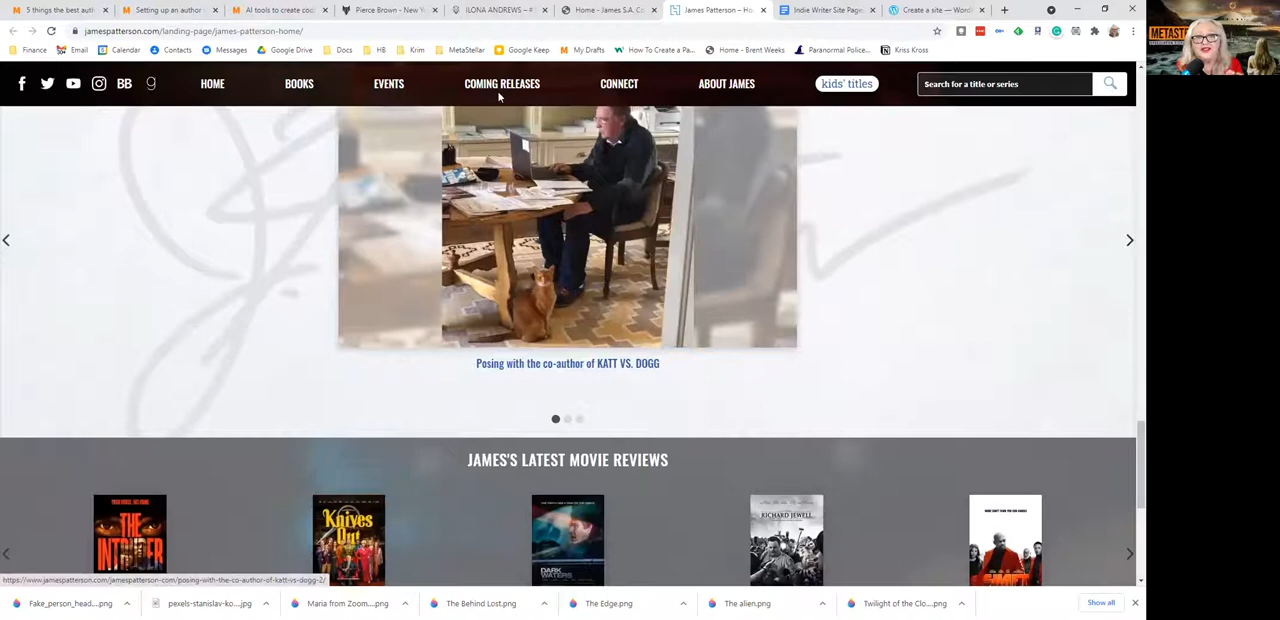 5 things the best auth
Setting up an author
AI tools to create cool
Pierce Brown - New Y
ILONA ANDREWS – #
Home - James S.A. Co
James Patterson – Ho
Indie Writer Site Page
Create a site — Word
jamespatterson.com/landing-page/james-patterson-home/
Finance
Email
Calendar
Contacts
Messages
Google Drive
Docs
HB
Krim
MetaStellar
Google Keep
My Drafts
How To Create a Pa...
Home - Brent Weeks
Paranormal Police...
Kriss Kross
BB
g
HOME
BOOKS
EVENTS
COMING RELEASES
CONNECT
ABOUT JAMES
kids' titles
Search for a title or series
Posing with the co-author of KATT VS. DOGG
JAMES'S LATEST MOVIE REVIEWS
THE INTRUDER
Knives Out
DARK WATERS
RICHARD JEWELL
SHAFT
https://www.jamespatterson.com/jamespatterson-com/posing-with-the-co-author-of-katt-vs-dogg-2/
Fake_person_head....png
pexels-stanislav-ko....jpg
Maria from Zoom....png
The Behind Lost.png
The Edge.png
The alien.png
Twilight of the Clo....png
Show all